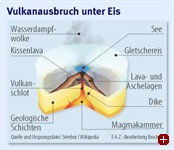 Vulkanausbruch unter Eis
Wasserdampf-
wolke
See
Kissenlava
Gletschereis
Vulkan-
schlot
Lava- und
Aschelagen
Dike
Geologische
Schichten
Magmakammer
Quelle und Ursprungsdatei: Sémhur / Wikipedia
F.A.Z.-Bearbeitung